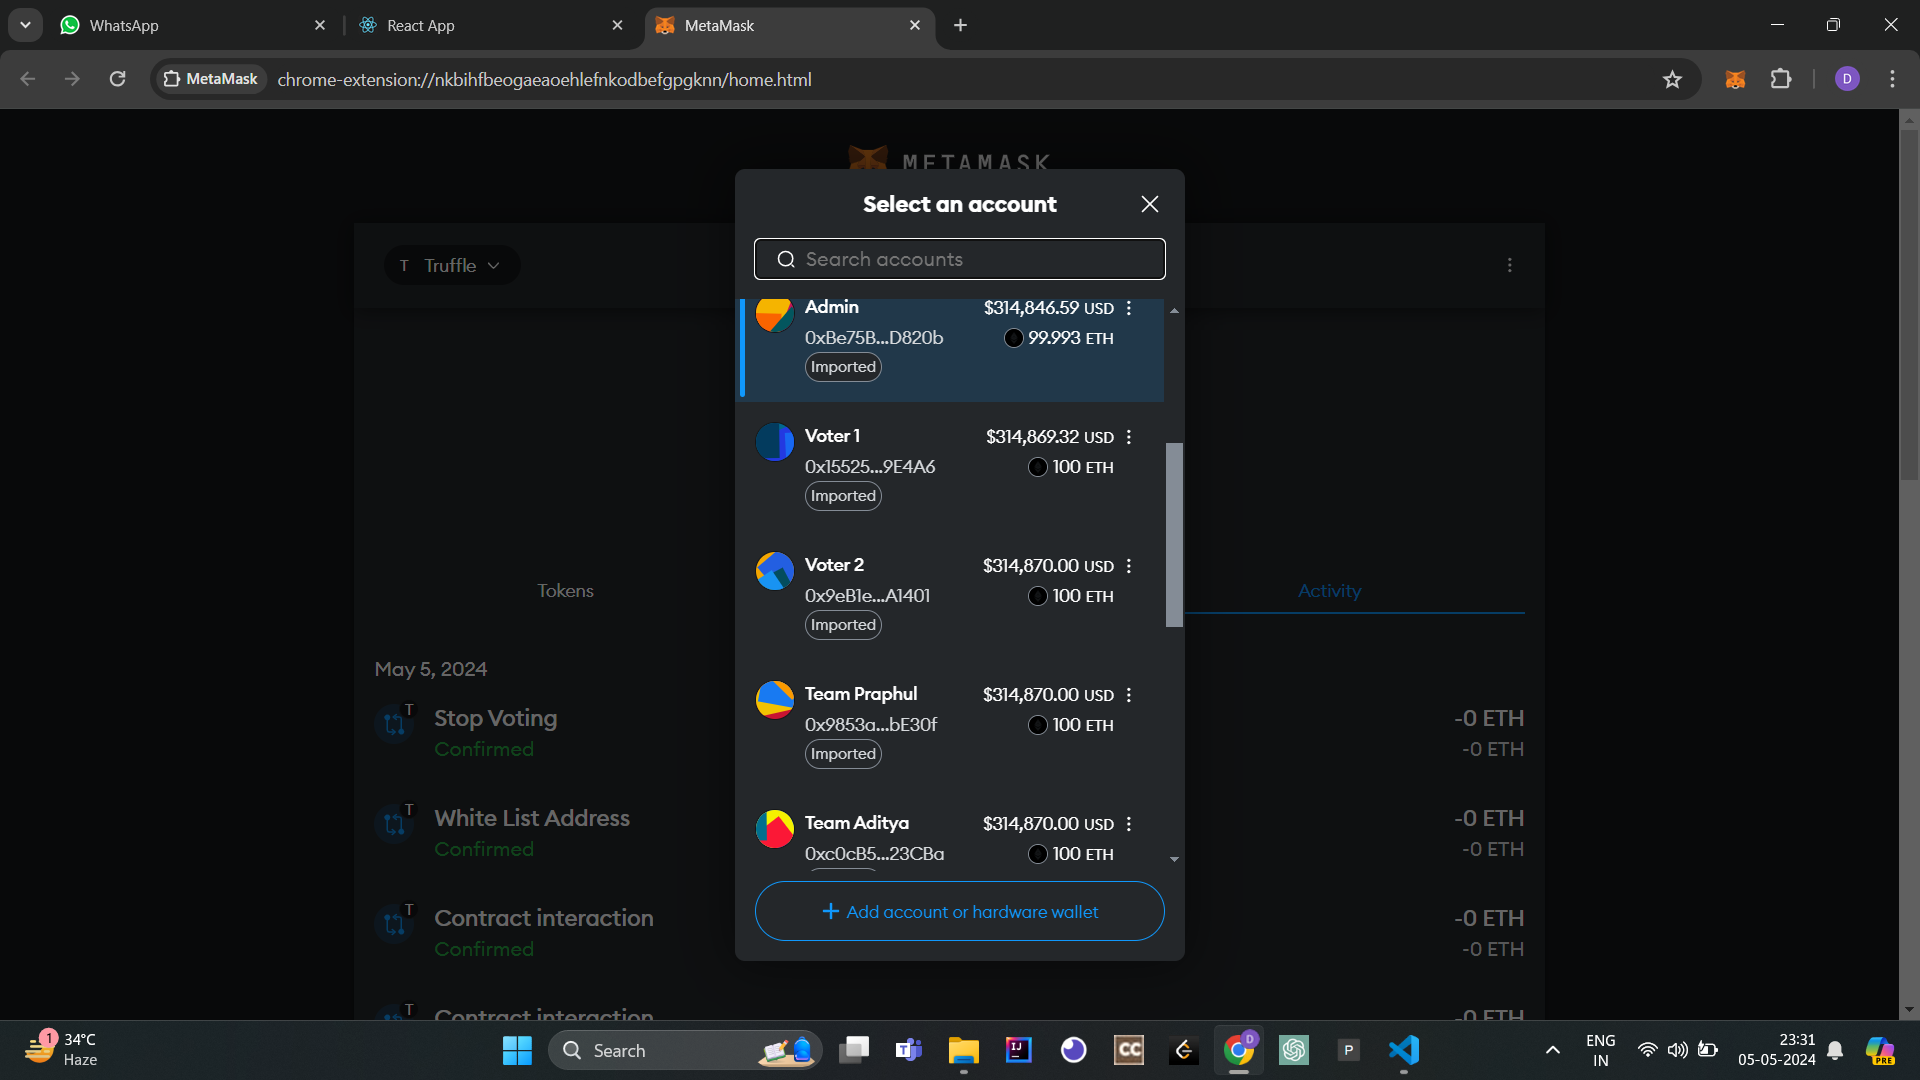 WhatsApp
React App
MetaMask
MetaMask
chrome-extension://nkbihfbeogaeaoehlefnkodbefgpgknn/home.html
D
METAMASK
Select an account
T Truffle
Search accounts
Admin
$314,846.59 USD
0xBe75B...D820b
99.993 ETH
Imported
Voter 1
$314,869.32 USD
0x15525...9E4A6
100 ETH
Imported
Voter 2
$314,870.00 USD
0x9eB1e...A1401
100 ETH
Imported
Tokens
Activity
May 5, 2024
Team Praphul
$314,870.00 USD
0x9853a...bE30f
100 ETH
Imported
T
Stop Voting
-0 ETH
Confirmed
-0 ETH
Team Aditya
$314,870.00 USD
0xc0cB5...23CBa
100 ETH
T
White List Address
-0 ETH
Confirmed
-0 ETH
+ Add account or hardware wallet
T
Contract interaction
-0 ETH
Confirmed
-0 ETH
T
Contract interaction
-0 ETH
1
34°C
Haze
Search
IJ
CC
D
P
ENG
IN
23:31
05-05-2024
PRE